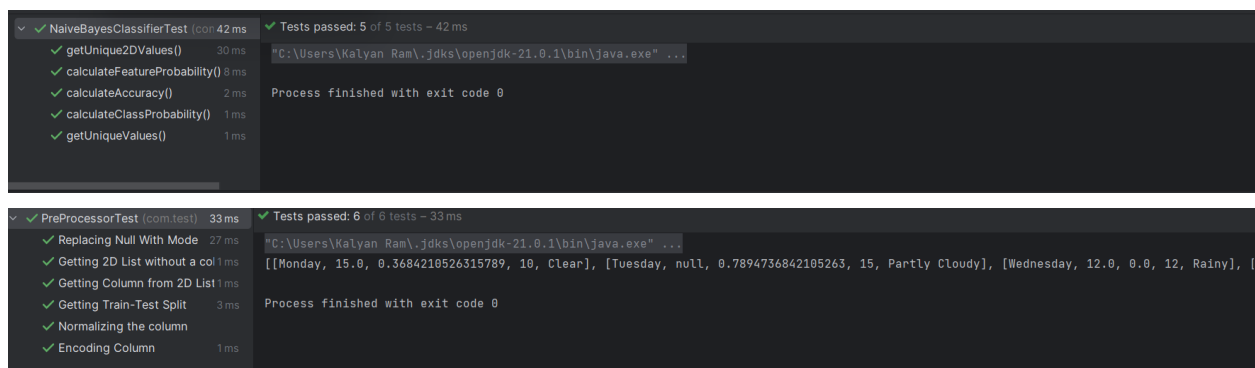 NaiveBayesClassifierTest (con 42 ms
Tests passed: 5 of 5 tests – 42 ms
getUnique2DValues() 30 ms
"C:\Users\Kalyan Ram\.jdks\openjdk-21.0.1\bin\java.exe" ...
calculateFeatureProbability() 8 ms
calculateAccuracy() 2 ms
Process finished with exit code 0
calculateClassProbability() 1 ms
getUniqueValues() 1 ms
PreProcessorTest (com.test) 33 ms
Tests passed: 6 of 6 tests – 33 ms
Replacing Null With Mode 27 ms
"C:\Users\Kalyan Ram\.jdks\openjdk-21.0.1\bin\java.exe" ...
Getting 2D List without a col 1 ms
[[Monday, 15.0, 0.3684210526315789, 10, Clear], [Tuesday, null, 0.7894736842105263, 15, Partly Cloudy], [Wednesday, 12.0, 0.0, 12, Rainy], [
Getting Column from 2D List 1 ms
Getting Train-Test Split 3 ms
Process finished with exit code 0
Normalizing the column
Encoding Column 1 ms